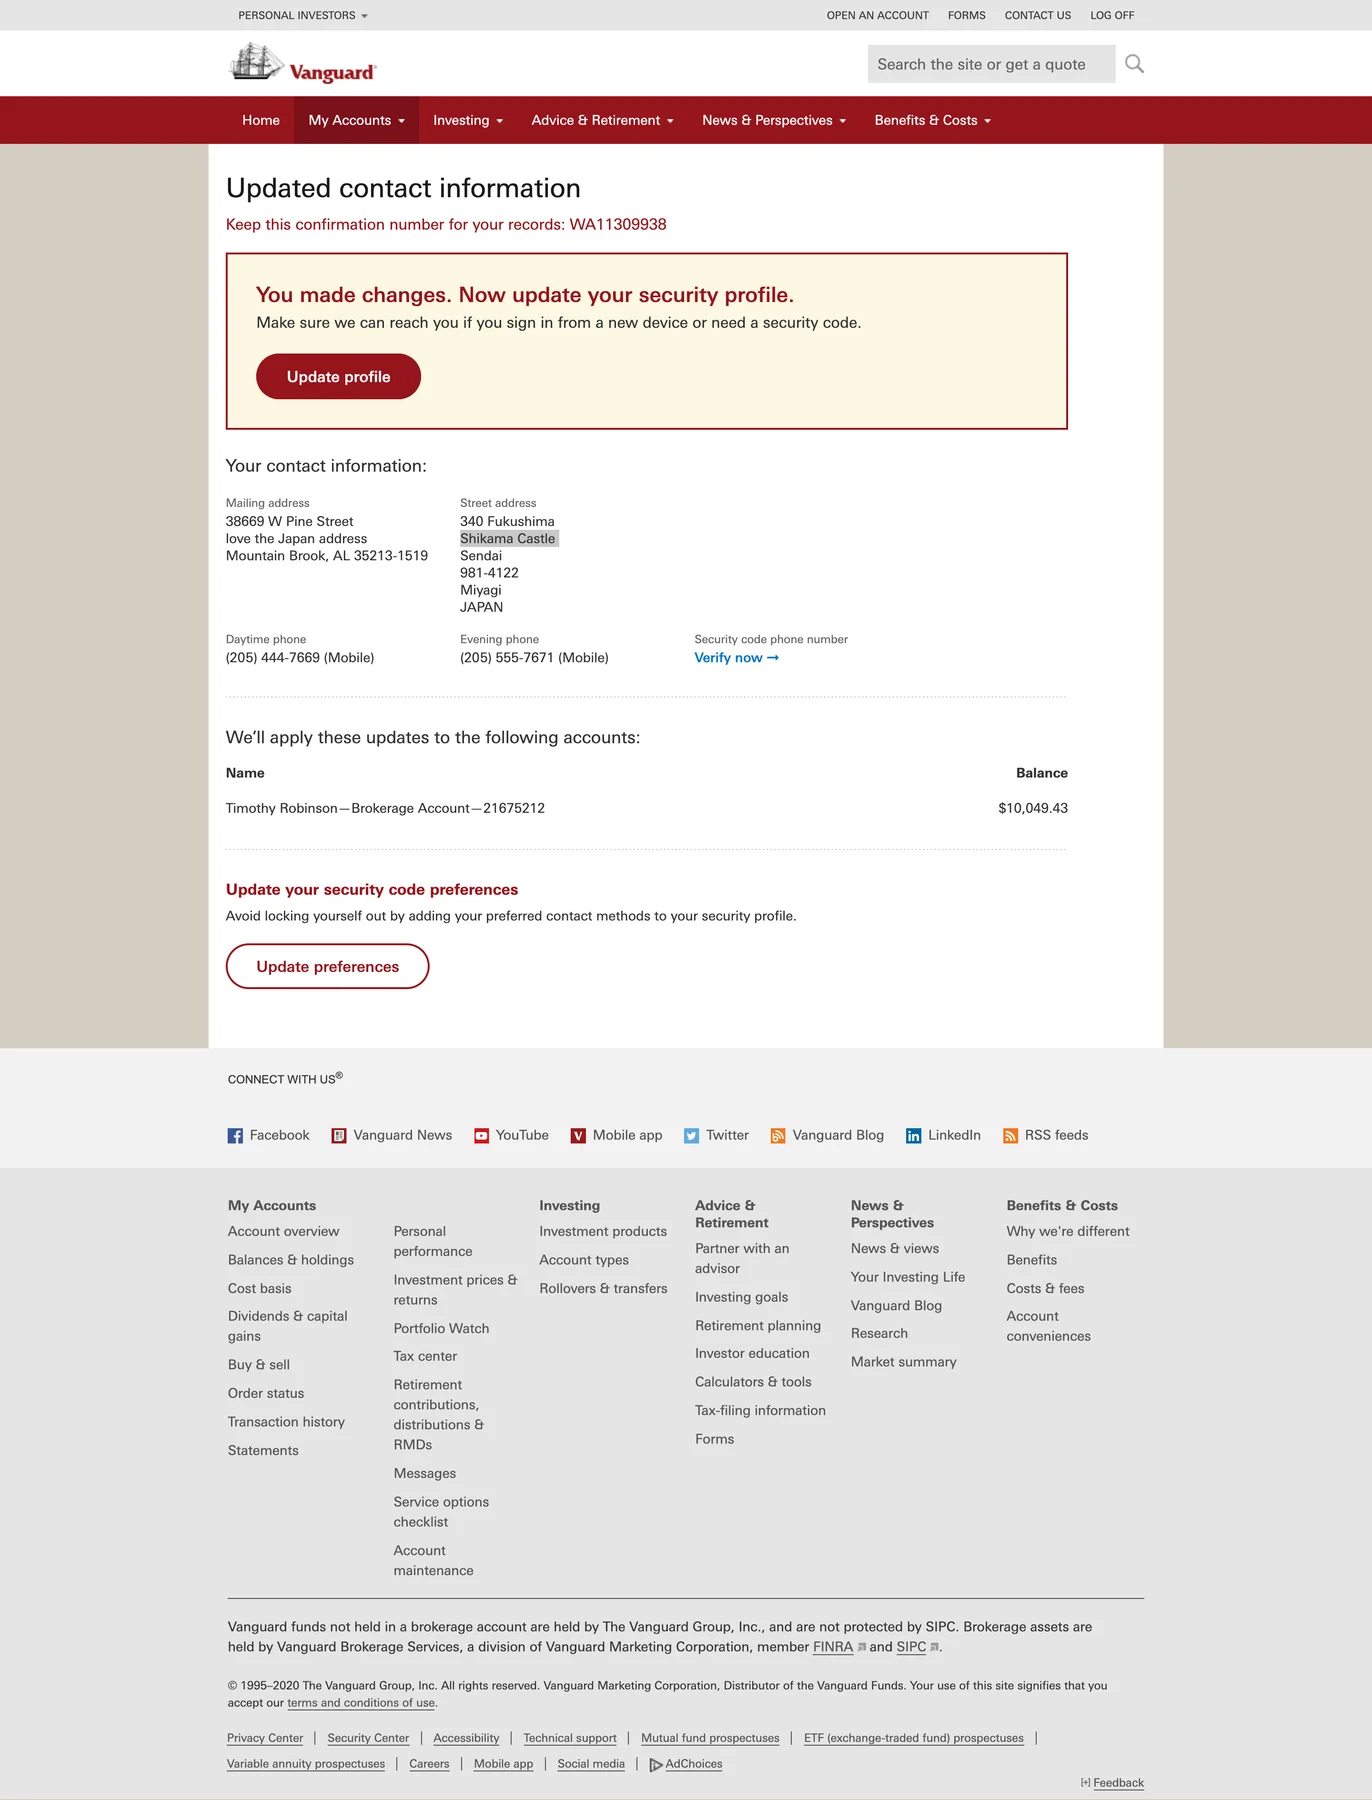 PERSONAL INVESTORS
OPEN AN ACCOUNT FORMS CONTACT US LOG OFF
Vanguard®
Search the site or get a quote
Home My Accounts Investing Advice & Retirement News & Perspectives Benefits & Costs
Updated contact information
Keep this confirmation number for your records: WA11309938
You made changes. Now update your security profile.
Make sure we can reach you if you sign in from a new device or need a security code.
Update profile
Your contact information:
Mailing address
38669 W Pine Street
love the Japan address
Mountain Brook, AL 35213-1519
Street address
340 Fukushima
Shikama Castle
Sendai
981-4122
Miyagi
JAPAN
Daytime phone
(205) 444-7669 (Mobile)
Evening phone
(205) 555-7671 (Mobile)
Security code phone number
Verify now →
We'll apply these updates to the following accounts:
Name Balance
Timothy Robinson—Brokerage Account—21675212 $10,049.43
Update your security code preferences
Avoid locking yourself out by adding your preferred contact methods to your security profile.
Update preferences
CONNECT WITH US®
Facebook Vanguard News YouTube Mobile app Twitter Vanguard Blog LinkedIn RSS feeds
My Accounts
Account overview
Balances & holdings
Cost basis
Dividends & capital
gains
Buy & sell
Order status
Transaction history
Statements
Personal
performance
Investment prices &
returns
Portfolio Watch
Tax center
Retirement
contributions,
distributions &
RMDs
Messages
Service options
checklist
Account
maintenance
Investing
Investment products
Account types
Rollovers & transfers
Advice &
Retirement
Partner with an
advisor
Investing goals
Retirement planning
Investor education
Calculators & tools
Tax-filing information
Forms
News &
Perspectives
News & views
Your Investing Life
Vanguard Blog
Research
Market summary
Benefits & Costs
Why we're different
Benefits
Costs & fees
Account
conveniences
Vanguard funds not held in a brokerage account are held by The Vanguard Group, Inc., and are not protected by SIPC. Brokerage assets are
held by Vanguard Brokerage Services, a division of Vanguard Marketing Corporation, member FINRA and SIPC.
© 1995–2020 The Vanguard Group, Inc. All rights reserved. Vanguard Marketing Corporation, Distributor of the Vanguard Funds. Your use of this site signifies that you
accept our terms and conditions of use.
Privacy Center | Security Center | Accessibility | Technical support | Mutual fund prospectuses | ETF (exchange-traded fund) prospectuses |
Variable annuity prospectuses | Careers | Mobile app | Social media | AdChoices
[+] Feedback